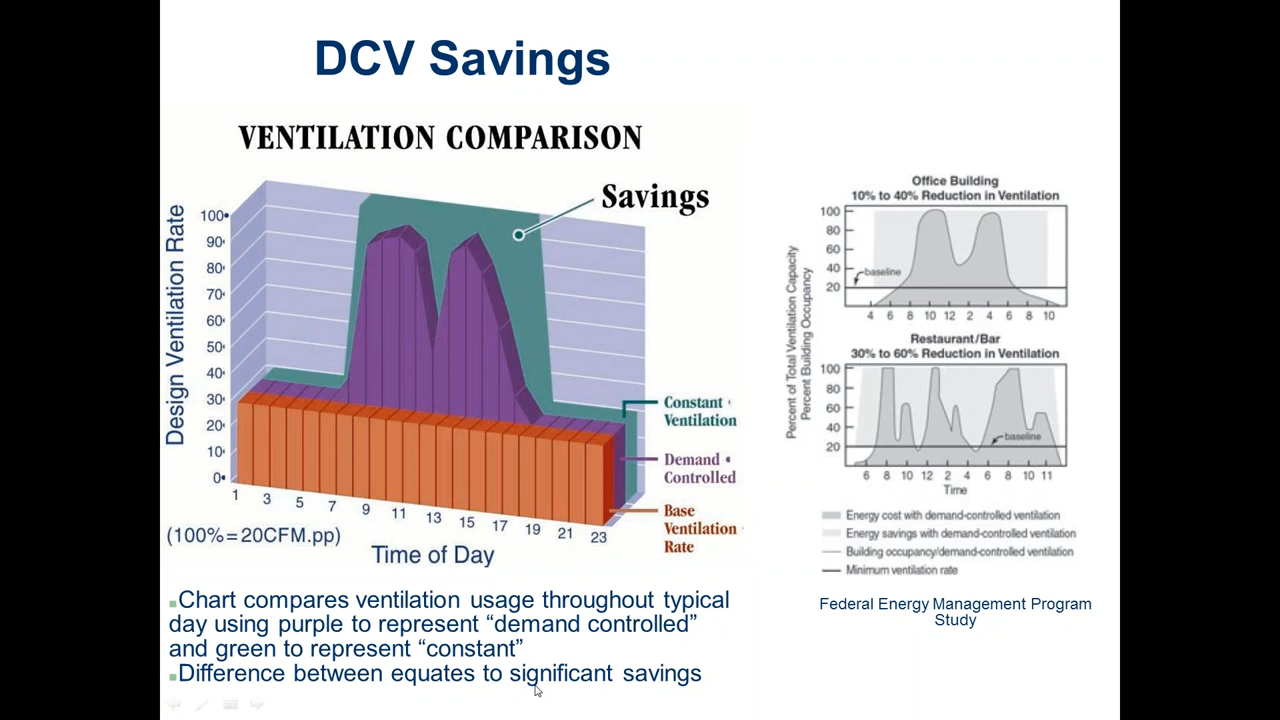 DCV Savings
VENTILATION COMPARISON
Savings
Design Ventilation Rate
100
90
80
70
60
50
40
30
20
10
0
1 3 5 7 9 11 13 15 17 19 21 23
(100%=20CFM.pp)
Time of Day
Constant
Ventilation
Demand
Controlled
Base
Ventilation
Rate
■Chart compares ventilation usage throughout typical
day using purple to represent “demand controlled”
and green to represent “constant”
■Difference between equates to significant savings
Office Building
10% to 40% Reduction in Ventilation
100
80
60
40
20
baseline
4 6 8 10 12 2 4 6 8 10
Percent of Total Ventilation Capacity
Percent Building Occupancy
Restaurant/Bar
30% to 60% Reduction in Ventilation
100
80
60
40
20
baseline
6 8 10 12 2 4 6 8 10 11
Time
Energy cost with demand-controlled ventilation
Energy savings with demand-controlled ventilation
Building occupancy/demand-controlled ventilation
Minimum ventilation rate
Federal Energy Management Program
Study